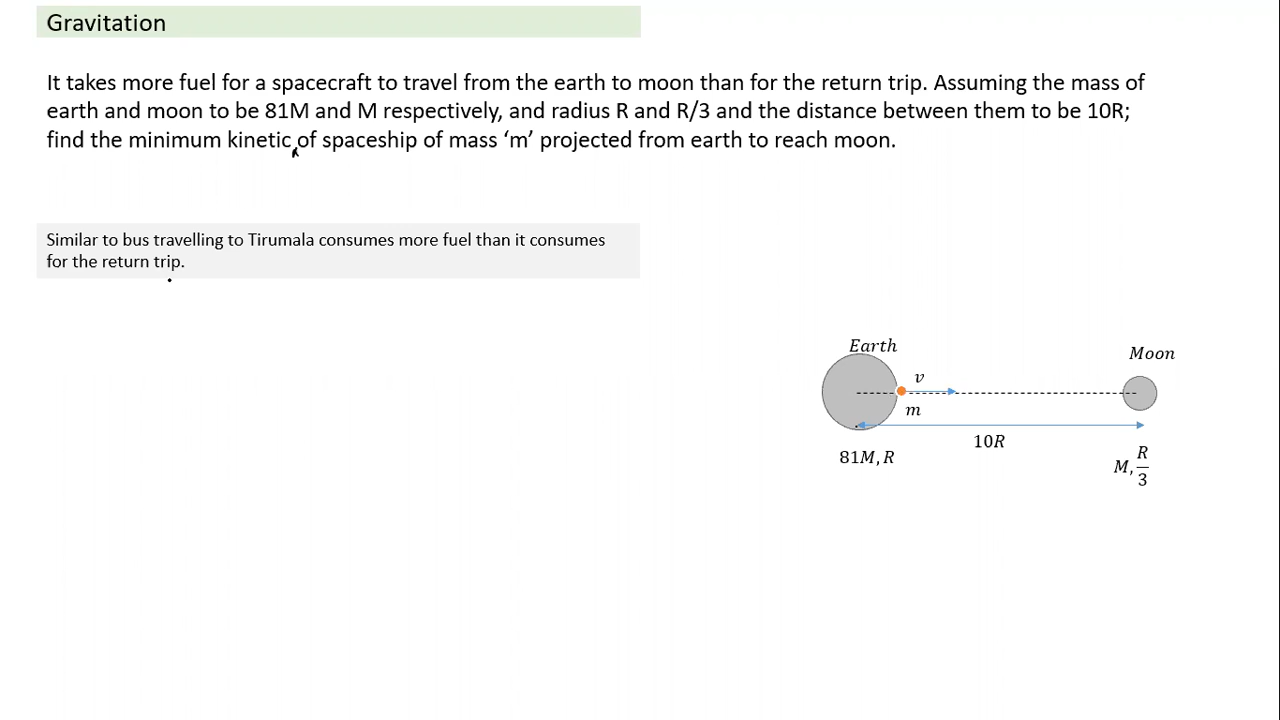 Gravitation
It takes more fuel for a spacecraft to travel from the earth to moon than for the return trip. Assuming the mass of
earth and moon to be 81M and M respectively, and radius R and R/3 and the distance between them to be 10R;
find the minimum kinetic of spaceship of mass ‘m’ projected from earth to reach moon.
Similar to bus travelling to Tirumala consumes more fuel than it consumes
for the return trip.
Earth
Moon
v
m
10R
81M, R
M, R/3